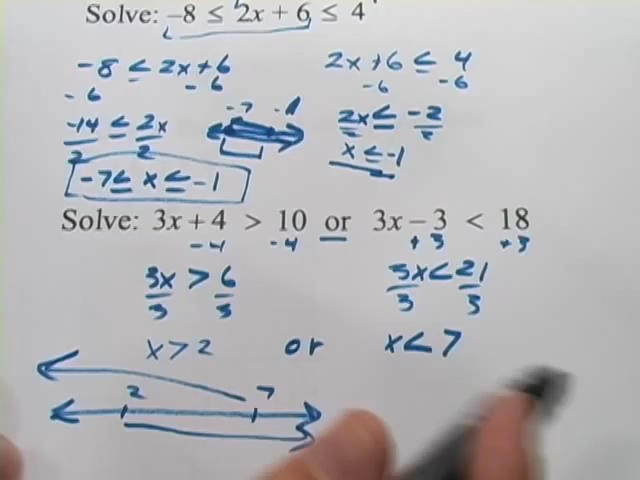 Solve: -8 ≤ 2x + 6 ≤ 4
-8 ≤ 2x+6
-6 -6
-14 ≤ 2x
2 2
-7 ≤ x ≤ -1
-7 -1
2x+6 ≤ 4
-6 -6
2x ≤ -2
2 2
x ≤ -1
Solve: 3x + 4 > 10 or 3x - 3 < 18
-4 -4 +3 +3
3x > 6 3x < 21
3 3 3 3
x > 2 or x < 7
2 7